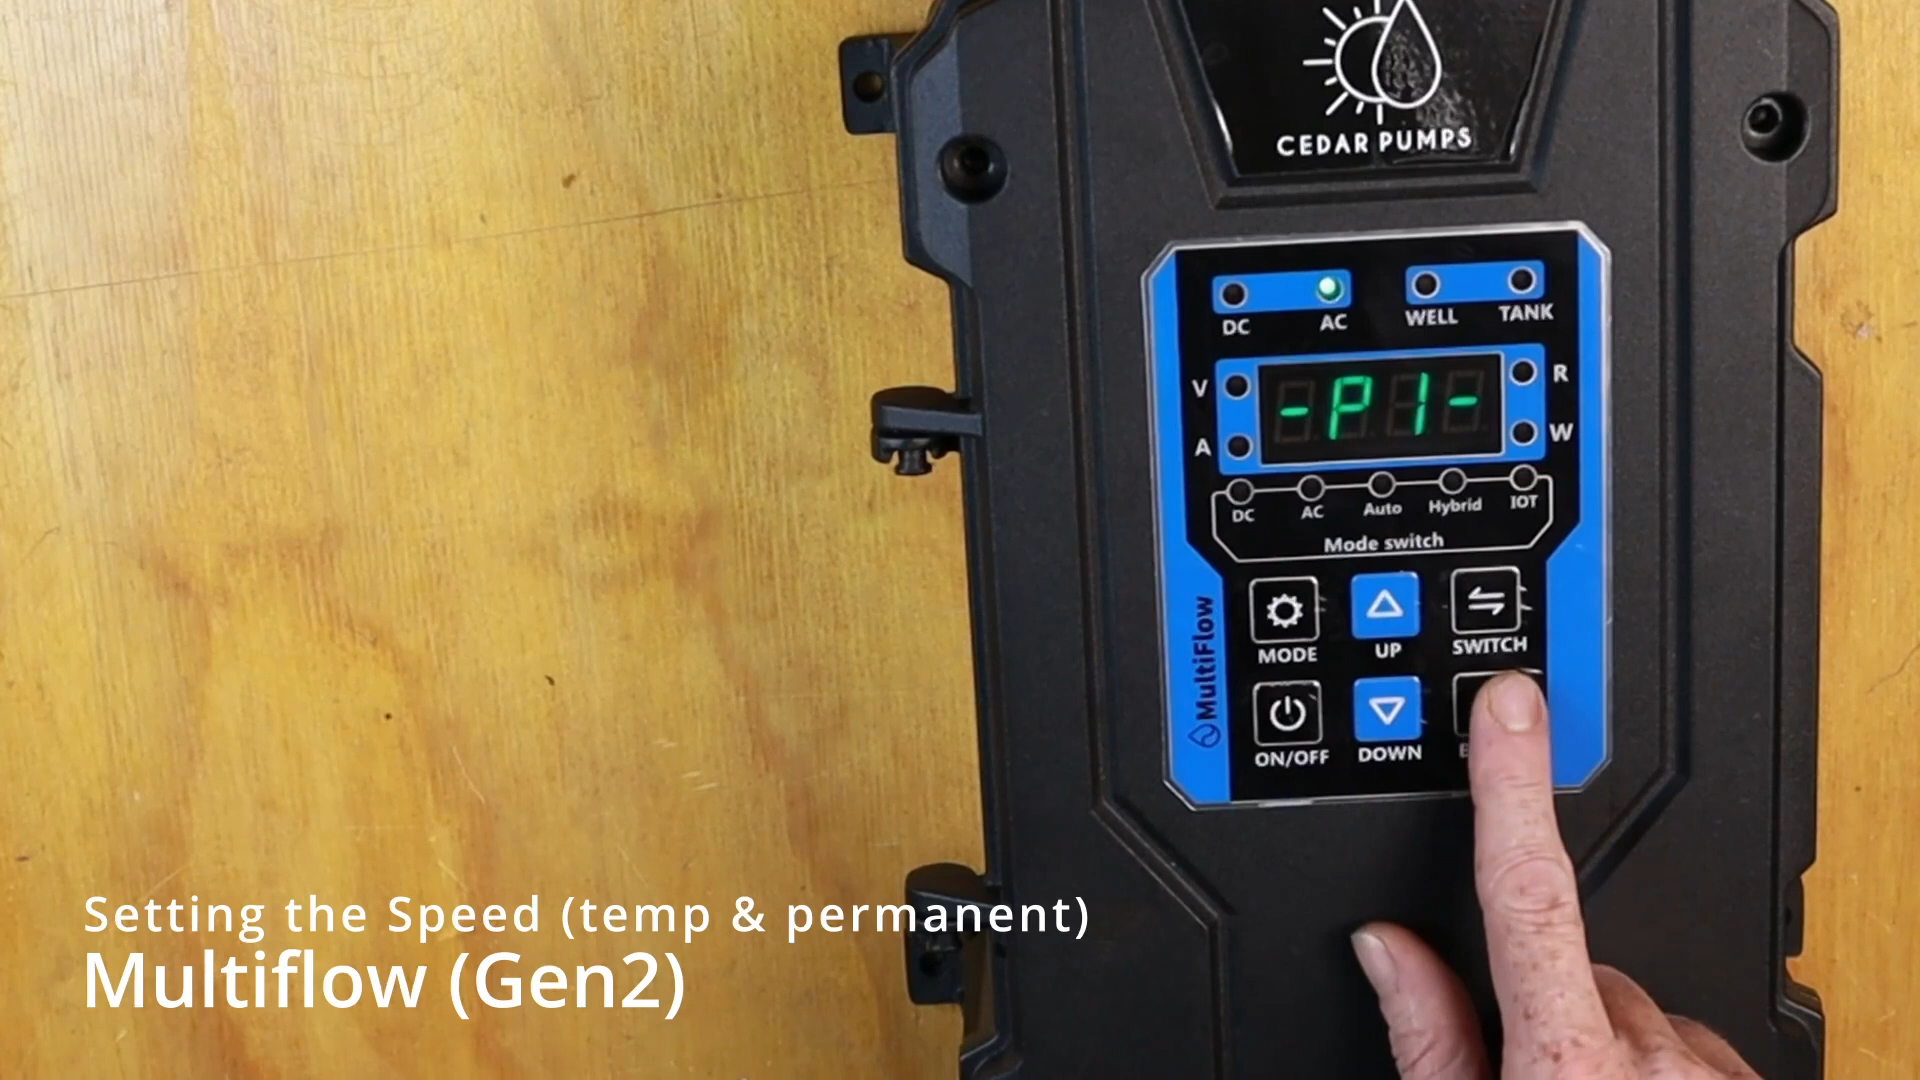 CEDAR PUMPS
DC AC WELL TANK
V R
-P1-
A W
DC AC Auto Hybrid IOT
Mode switch
MODE UP SWITCH
MultiFlow
ON/OFF DOWN
Setting the Speed (temp & permanent)
Multiflow (Gen2)